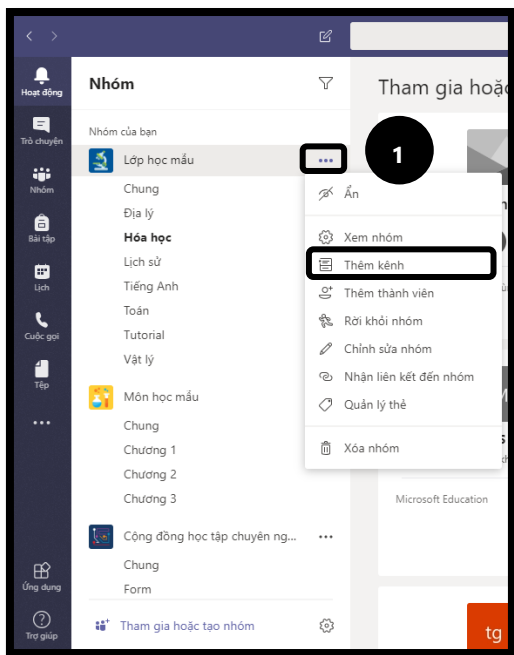 Hoạt động
Trò chuyện
Nhóm
Bài tập
Lịch
Cuộc gọi
Tệp
Ứng dụng
Trợ giúp
Nhóm
Nhóm của bạn
Lớp học mẫu
Chung
Địa lý
Hóa học
Lịch sử
Tiếng Anh
Toán
Tutorial
Vật lý
Môn học mẫu
Chung
Chương 1
Chương 2
Chương 3
Cộng đồng học tập chuyên ng...
Chung
Form
Tham gia hoặc tạo nhóm
1
Ẩn
Xem nhóm
Thêm kênh
Thêm thành viên
Rời khỏi nhóm
Chỉnh sửa nhóm
Nhận liên kết đến nhóm
Quản lý thẻ
Xóa nhóm
Tham gia hoặc
Microsoft Education
tg